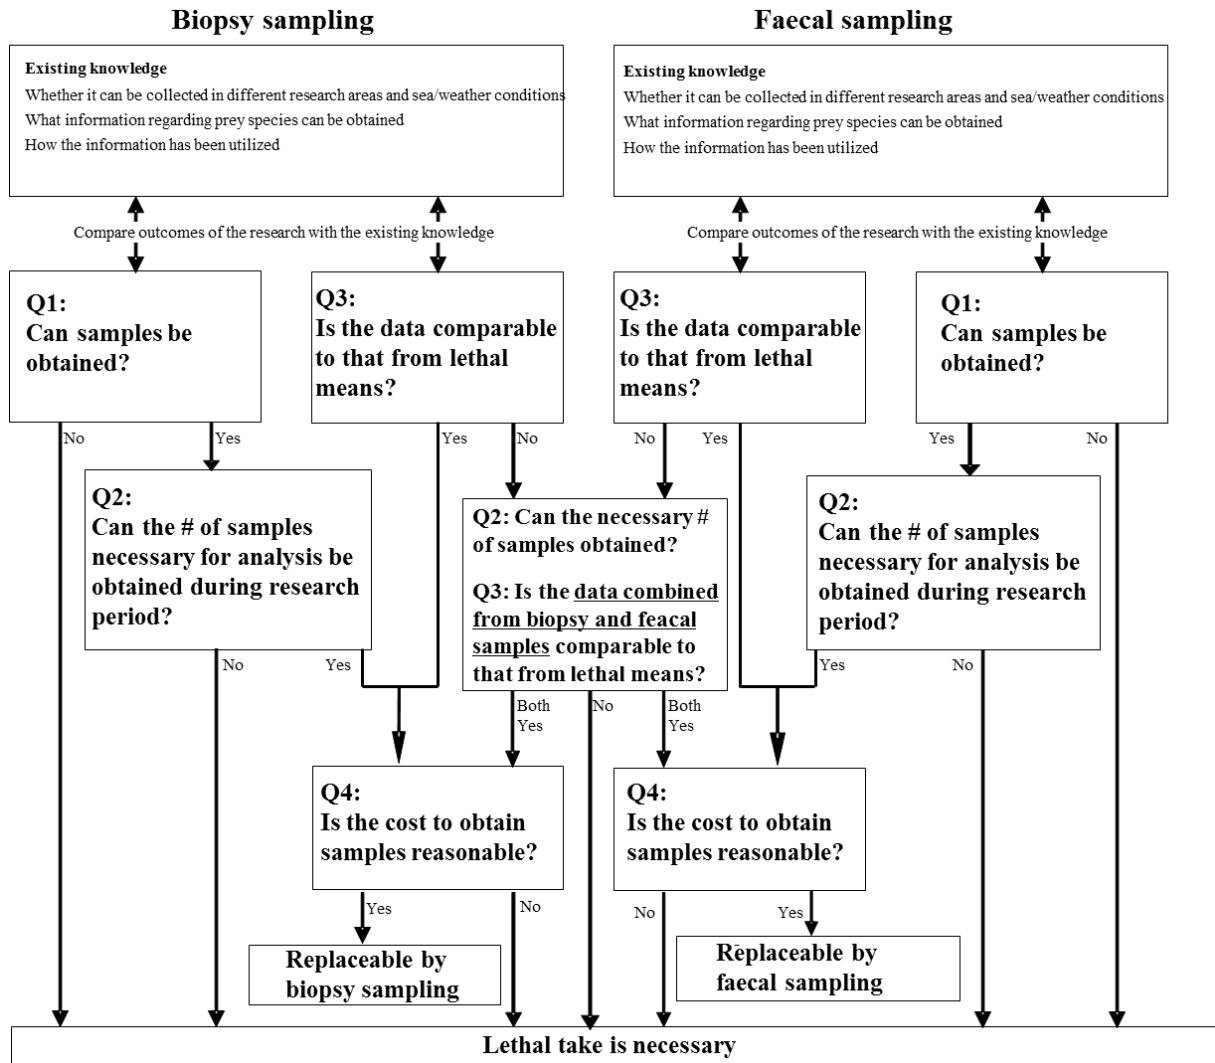 Biopsy sampling
Faecal sampling
Existing knowledge
Whether it can be collected in different research areas and sea/weather conditions
What information regarding prey species can be obtained
How the information has been utilized
Existing knowledge
Whether it can be collected in different research areas and sea/weather conditions
What information regarding prey species can be obtained
How the information has been utilized
Compare outcomes of the research with the existing knowledge
Compare outcomes of the research with the existing knowledge
Q1:
Can samples be
obtained?
Q3:
Is the data comparable
to that from lethal
means?
Q3:
Is the data comparable
to that from lethal
means?
Q1:
Can samples be
obtained?
No
Yes
Yes
No
No
Yes
Yes
No
Q2:
Can the # of samples
necessary for analysis be
obtained during research
period?
Q2: Can the necessary #
of samples obtained?
Q3: Is the data combined
from biopsy and feacal
samples comparable to
that from lethal means?
Q2:
Can the # of samples
necessary for analysis be
obtained during research
period?
No
Yes
Yes
No
Both
Yes
No
Both
Yes
Q4:
Is the cost to obtain
samples reasonable?
Q4:
Is the cost to obtain
samples reasonable?
Yes
No
No
Yes
Replaceable by
biopsy sampling
Replaceable by
faecal sampling
Lethal take is necessary